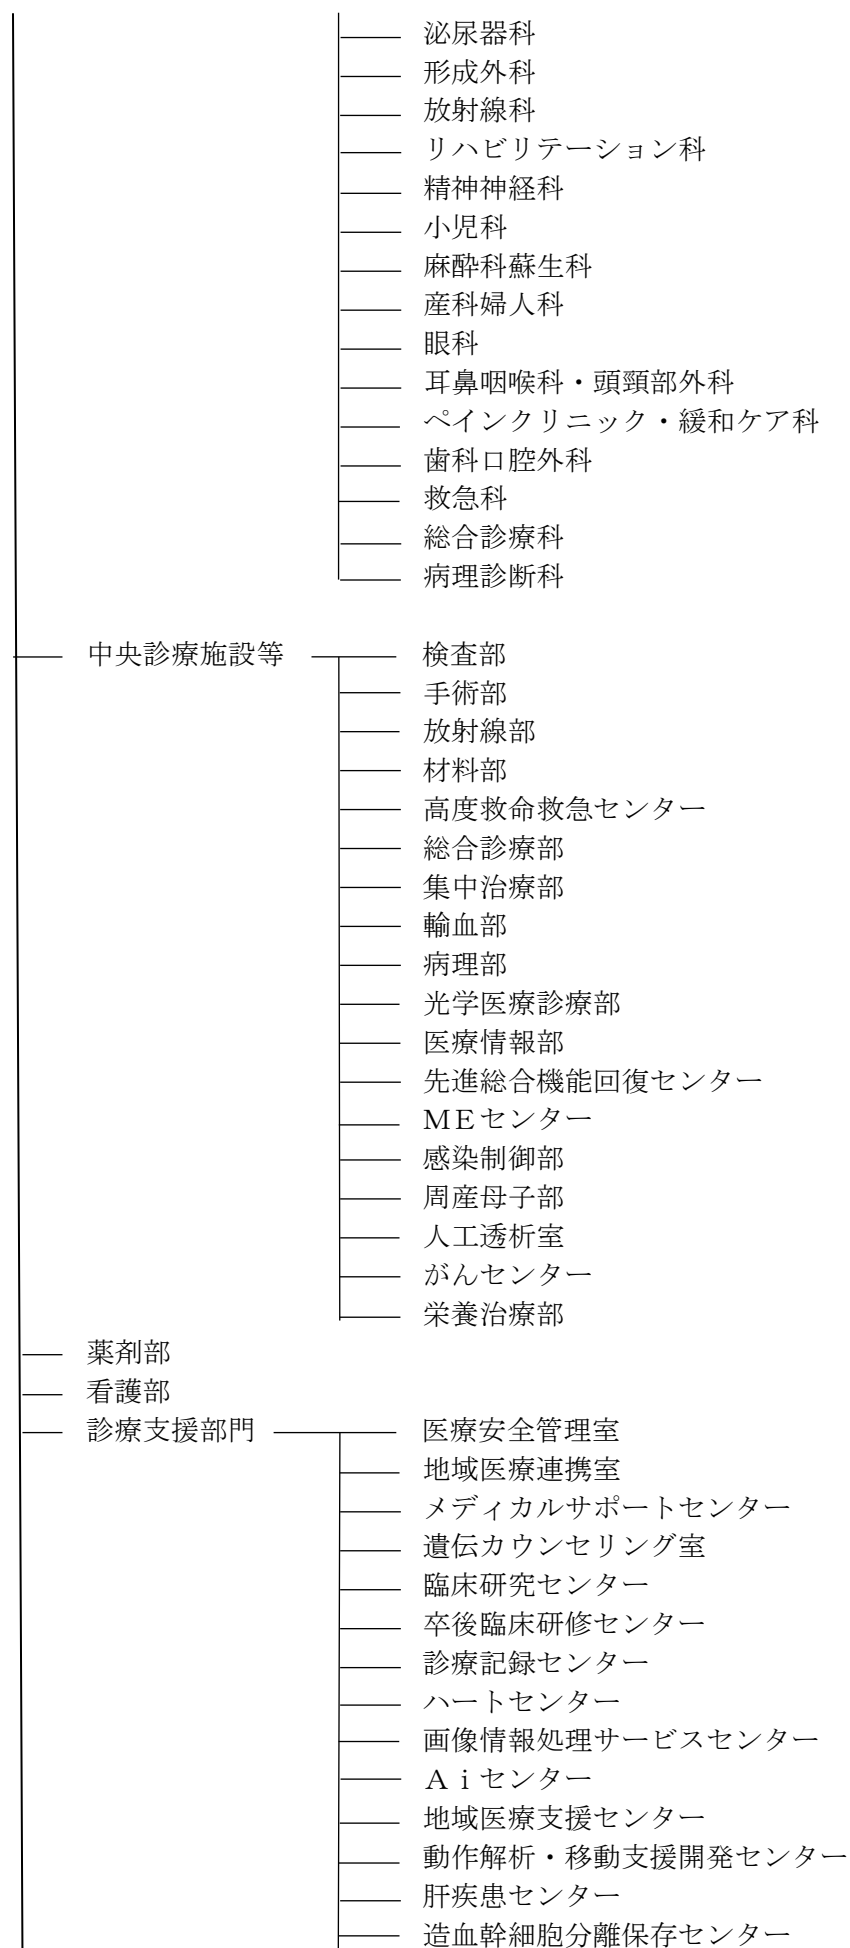 泌尿器科
形成外科
放射線科
リハビリテーション科
精神神経科
小児科
麻酔科蘇生科
産科婦人科
眼科
耳鼻咽喉科・頭頸部外科
ペインクリニック・緩和ケア科
歯科口腔外科
救急科
総合診療科
病理診断科
中央診療施設等 検査部
手術部
放射線部
材料部
高度救命救急センター
総合診療部
集中治療部
輸血部
病理部
光学医療診療部
医療情報部
先進総合機能回復センター
ＭＥセンター
感染制御部
周産母子部
人工透析室
がんセンター
栄養治療部
薬剤部
看護部
診療支援部門 医療安全管理室
地域医療連携室
メディカルサポートセンター
遺伝カウンセリング室
臨床研究センター
卒後臨床研修センター
診療記録センター
ハートセンター
画像情報処理サービスセンター
Ａｉセンター
地域医療支援センター
動作解析・移動支援開発センター
肝疾患センター
造血幹細胞分離保存センター